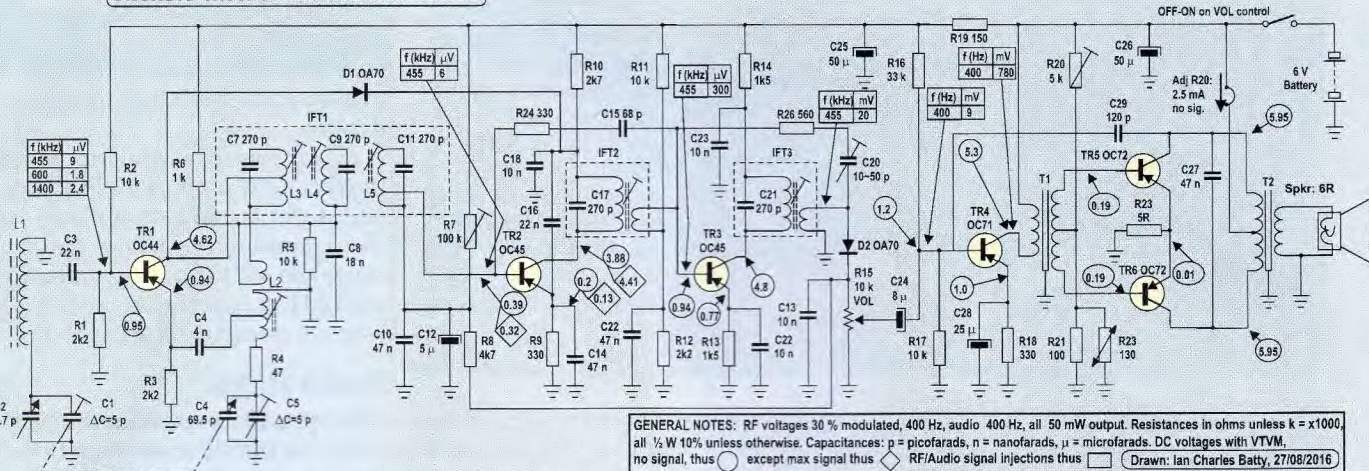 OFF-ON on VOL control
R19 150
D1 OA70
f (kHz) µV
455 6
R10
2k7
R11
10 k
f (kHz) µV
455 300
R14
1k5
C25
50 µ
R16
33 k
f (kHz) mV
400 780
R20
5 k
C26
50 µ
Adj R20:
2.5 mA
no sig.
6 V
Battery
f (kHz) µV
455 9
600 1.8
1400 2.4
R2
10 k
R6
1 k
IFT1
C7 270 p
C9 270 p
C11 270 p
L3
L4
L5
R24 330
C15 68 p
C18
10 n
IFT2
C17
270 p
C16
22 n
C23
10 n
R26 560
f (kHz) mV
455 20
IFT3
C21
270 p
C20
10~50 p
f (Hz) mV
400 9
C29
120 p
5.95
L1
C3
22 n
TR1
OC44
4.62
0.94
0.95
R5
10 k
C8
18 n
L2
R7
100 k
TR2
OC45
3.88
4.41
0.2
0.13
0.39
0.32
TR3
OC45
4.8
0.94
0.77
D2 OA70
R15
10 k
VOL
C24
8 µ
1.2
5.3
TR4
OC71
1.0
T1
TR5 OC72
0.19
R23
5R
C27
47 n
0.19
TR6 OC72
0.01
T2
Spkr: 6R
5.95
R1
2k2
C4
4 n
R3
2k2
R4
47
C10
47 n
C12
5 µ
R8
4k7
R9
330
C14
47 n
C22
47 n
R12
2k2
R13
1k5
C22
10 n
C13
10 n
R17
10 k
C28
25 µ
R18
330
R21
100
R23
130
C1
ΔC=5 p
C4
69.5 p
C5
ΔC=5 p
GENERAL NOTES: RF voltages 30 % modulated, audio 400 Hz, all 50 mW output. Resistances in ohms unless k = x1000,
all ½ W 10% unless otherwise. Capacitances: p = picofarads, n = nanofarads, µ = microfarads. DC voltages with VTVM,
no signal, thus except max signal thus RF/Audio signal injections thus
Drawn: Ian Charles Batty, 27/08/2016